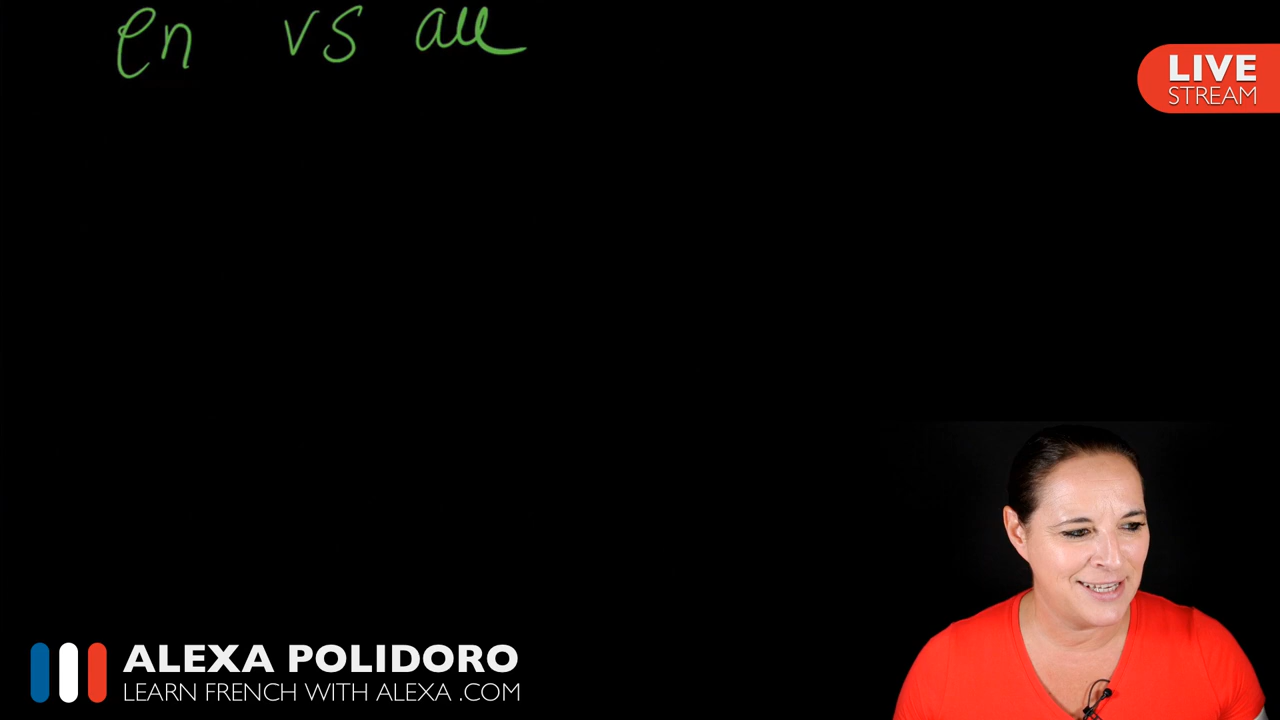 en vs au
LIVE
STREAM
ALEXA POLIDORO
LEARN FRENCH WITH ALEXA .COM